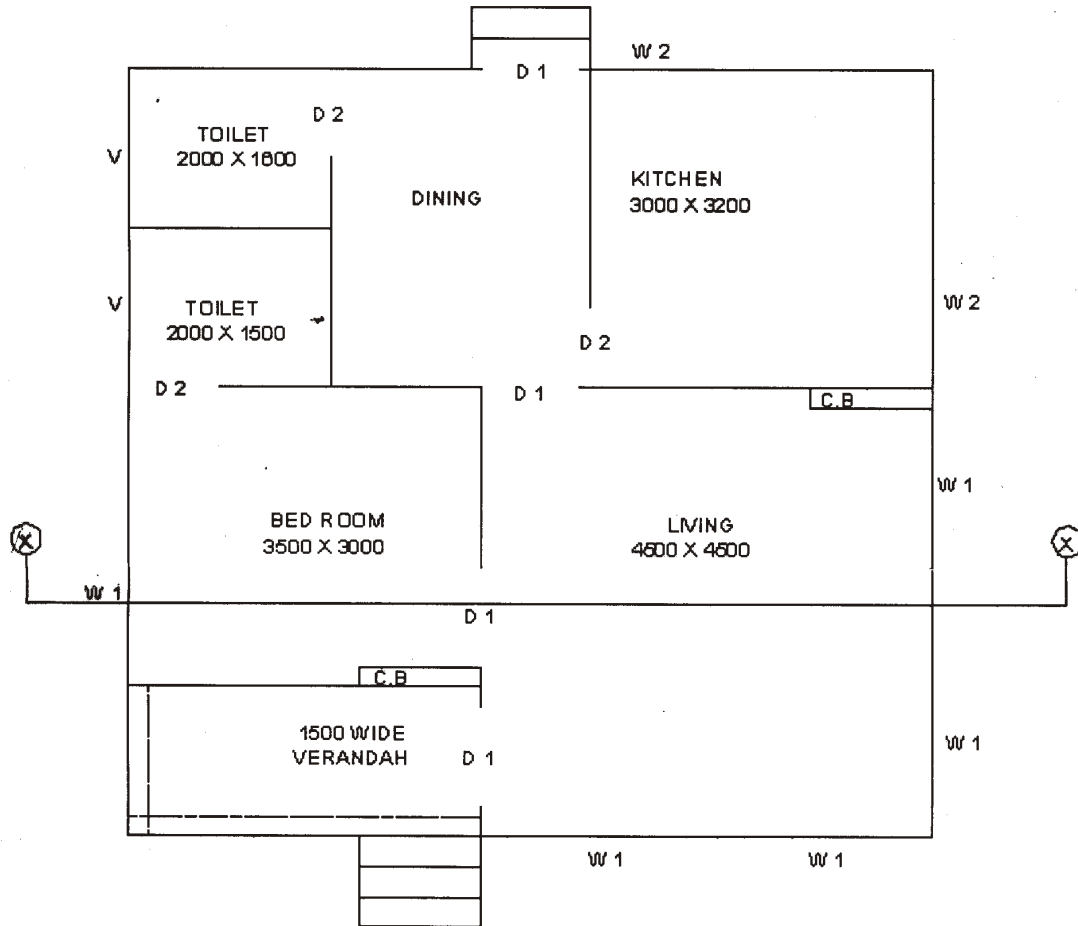 W 2
D 1
D 2
TOILET
2000 X 1600
V
DINING
KITCHEN
3000 X 3200
V
TOILET
2000 X 1500
W 2
D 2
D 2
D 1
C.B
W 1
BED ROOM
3500 X 3000
LIVING
4500 X 4500
X
X
W 1
D 1
C.B
1500 WIDE
VERANDAH
D 1
W 1
W 1
W 1